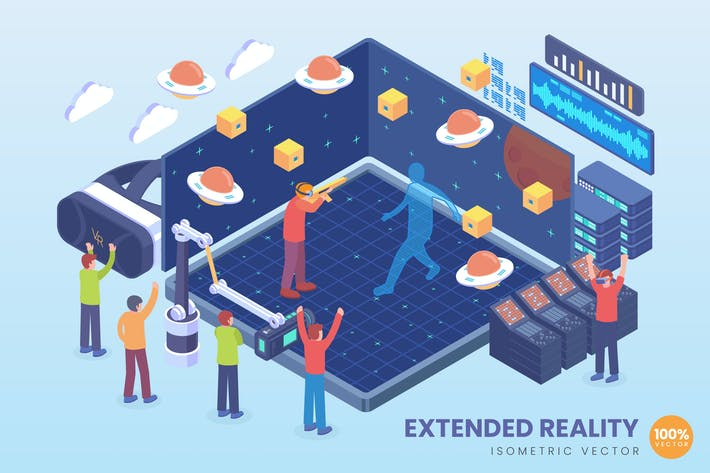 VR
EXTENDED REALITY
ISOMETRIC VECTOR
100%
VECTOR